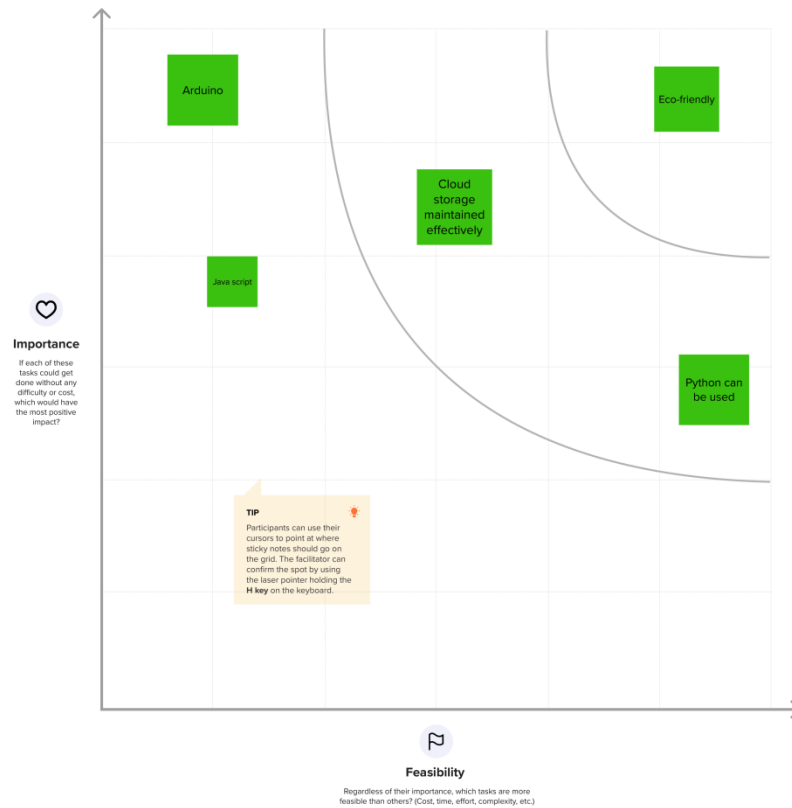 Arduino
Eco-friendly
Cloud
storage
maintained
effectively
Java script
Importance
If each of these
tasks could get
done without any
difficulty or cost,
which would have
the most positive
impact?
Python can
be used
TIP
Participants can use their
cursors to point at where
sticky notes should go on
the grid. The facilitator can
confirm the spot by using
the laser pointer holding the
H key on the keyboard.
Feasibility
Regardless of their importance, which tasks are more
feasible than others? (Cost, time, effort, complexity, etc.)